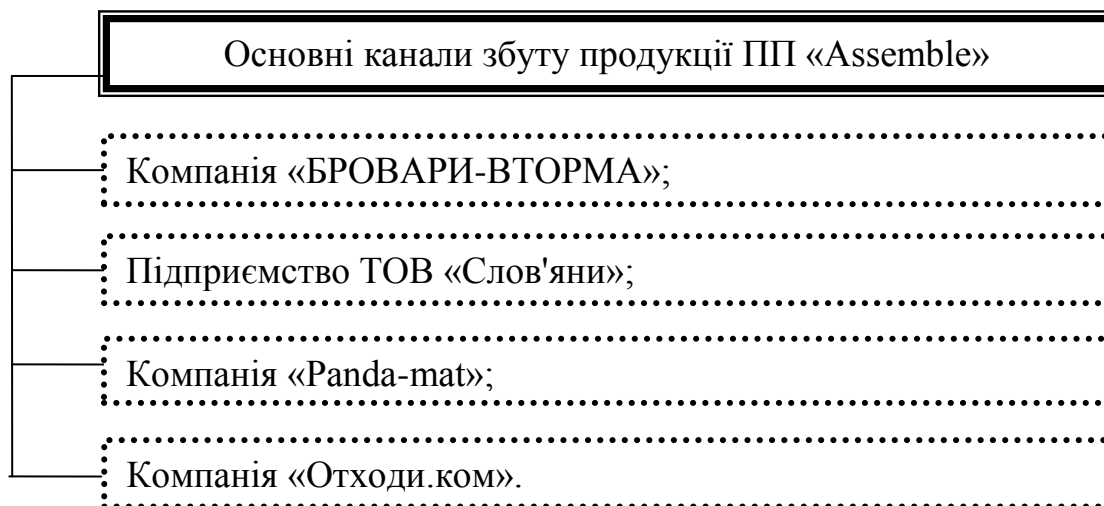 Основні канали збуту продукції ПП «Assemble»
Компанія «БРОВАРИ-ВТОРМА»;
Підприємство ТОВ «Слов'яни»;
Компанія «Panda-mat»;
Компанія «Отходи.ком».